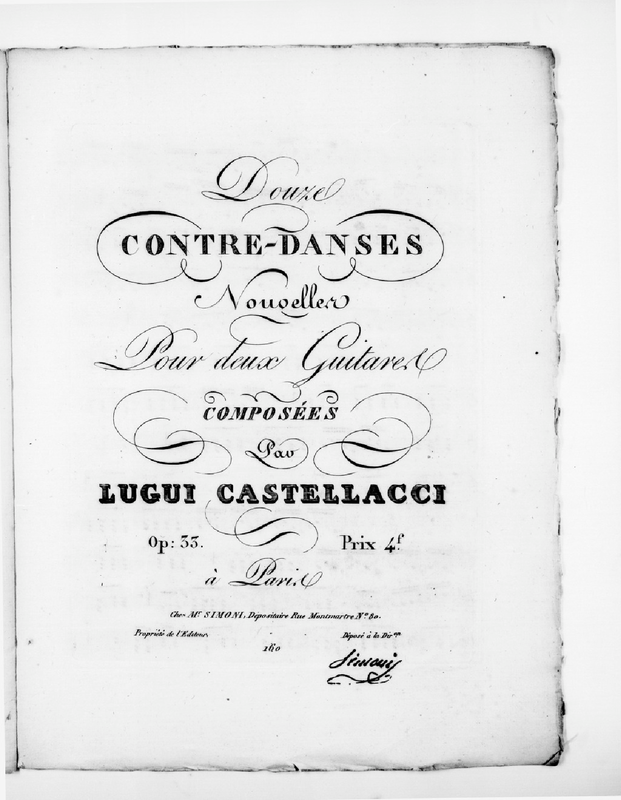 Douze
CONTRE-DANSES
Nouvelles
Pour deux Guitares
COMPOSÉES
Par
LUGUI CASTELLACCI
Op: 33. Prix 4f
à Paris
Chez Mr SIMONI, Dépositaire Rue Montmartre No 80.
Propriété de l'Editeur. Déposé à la Dir.on
160
Simoni